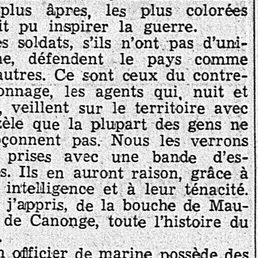 plus âpres, les plus colorées
it pu inspirer la guerre.
es soldats, s'ils n'ont pas d'uni-
ne, défendent le pays comme
autres. Ce sont ceux du contre-
onnage, les agents qui, nuit et
, veillent sur le territoire avec
èle que la plupart des gens ne
oçonnent pas. Nous les verrons
prises avec une bande d'es-
s. Ils en auront raison, grâce à
intelligence et à leur ténacité.
j'appris, de la bouche de Mau-
de Canonge, toute l'histoire du
n officier de marine possède des